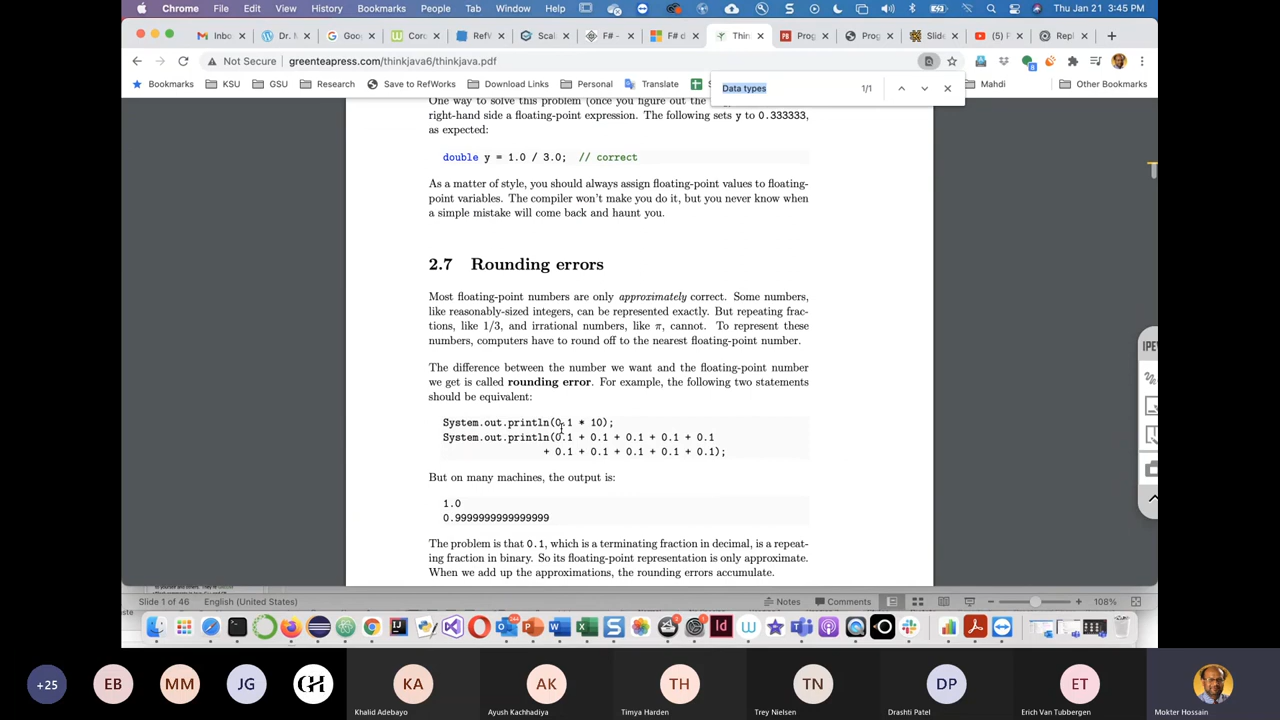 Chrome File Edit View History Bookmarks People Tab Window Thu Jan 21 3:45 PM
Inbo Dr. M Goog Cord RefV Scal F# - F# d Thin Prog Prog Slide (5) F Repl
Not Secure greenteapress.com/thinkjava6/thinkjava.pdf
Bookmarks KSU GSU Research Save to RefWorks Download Links Personal Translate Mahdi Other Bookmarks
Data types 1/1
One way to solve this problem (once you figure out the
right-hand side a floating-point expression. The following sets y to 0.333333,
as expected:
double y = 1.0 / 3.0; // correct
As a matter of style, you should always assign floating-point values to floating-
point variables. The compiler won't make you do it, but you never know when
a simple mistake will come back and haunt you.
2.7 Rounding errors
Most floating-point numbers are only approximately correct. Some numbers,
like reasonably-sized integers, can be represented exactly. But repeating frac-
tions, like 1/3, and irrational numbers, like π, cannot. To represent these
numbers, computers have to round off to the nearest floating-point number.
The difference between the number we want and the floating-point number
we get is called rounding error. For example, the following two statements
should be equivalent:
System.out.println(0.1 * 10);
System.out.println(0.1 + 0.1 + 0.1 + 0.1 + 0.1
+ 0.1 + 0.1 + 0.1 + 0.1 + 0.1);
But on many machines, the output is:
1.0
0.9999999999999999
The problem is that 0.1, which is a terminating fraction in decimal, is a repeat-
ing fraction in binary. So its floating-point representation is only approximate.
When we add up the approximations, the rounding errors accumulate.
IPEV
Slide 1 of 46 English (United States) Notes Comments 108%
+25 EB MM JG GH KA AK TH TN DP ET
Khalid Adebayo Ayush Kachhadiya Timya Harden Trey Nielsen Drashti Patel Erich Van Tubbergen Mokter Hossain